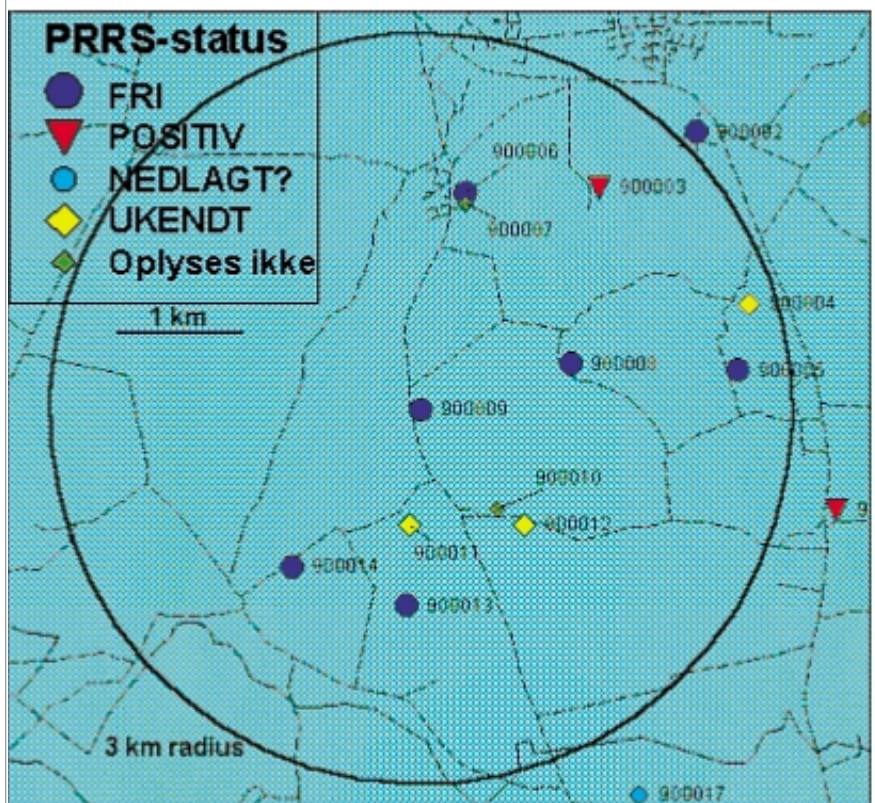 PRRS-status
FRI
POSITIV
NEDLAGT?
UKENDT
Oplyses ikke
1 km
900002
900006
900003
900007
900004
900008
900005
900009
900010
900012
900011
900014
900013
3 km radius
900017